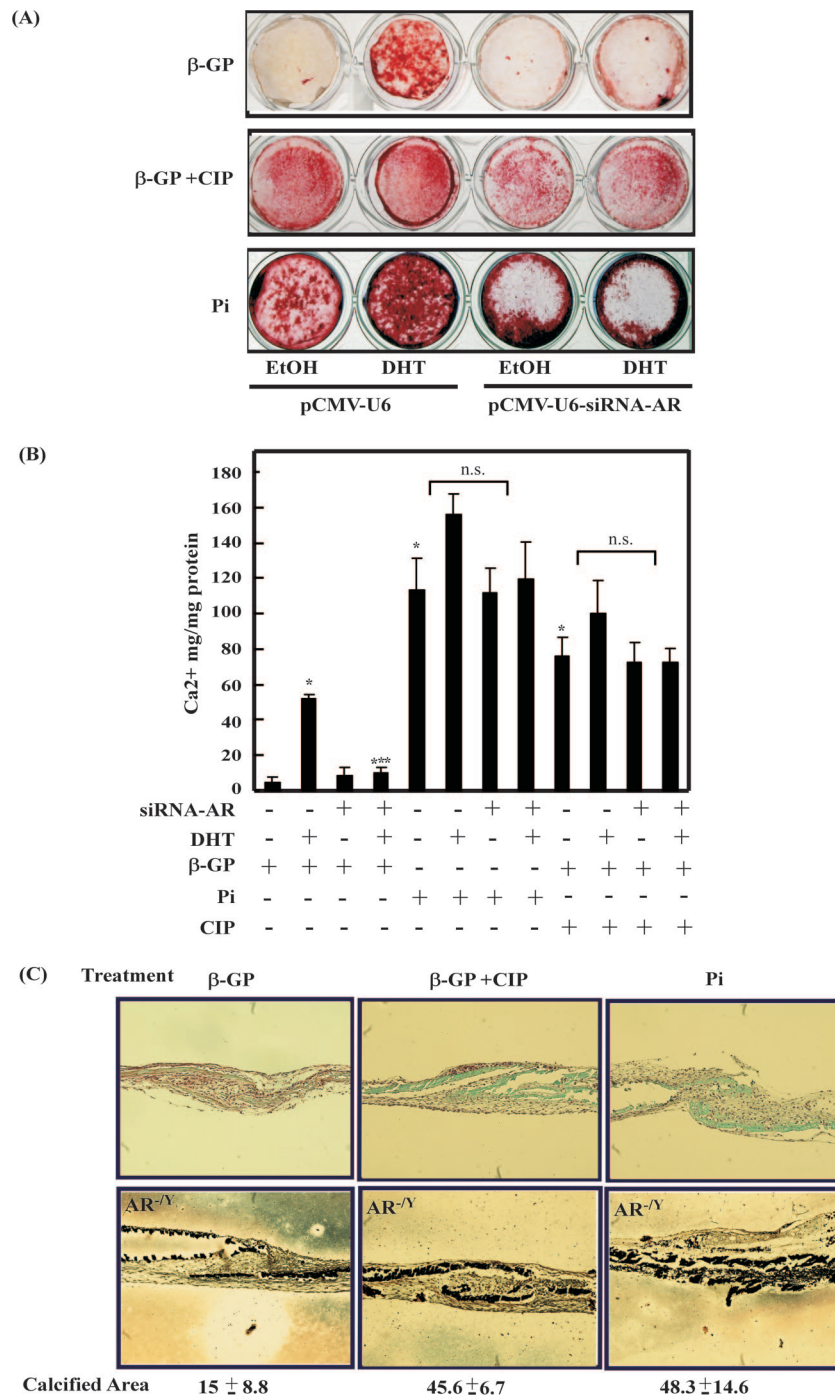 (A)
β-GP
β-GP +CIP
Pi
EtOH DHT EtOH DHT
pCMV-U6 pCMV-U6-siRNA-AR
(B)
Ca2+ mg/mg protein
180
160
140
120
100
80
60
40
20
0
* *** * n.s. * n.s.
siRNA-AR - - + + - - + + - - + +
DHT - + - + - + - + - + - +
β-GP + + + + - - - - + + + +
Pi - - - - + + + + - - - -
CIP - - - - - - - - + + + +
(C) Treatment β-GP β-GP +CIP Pi
AR-/Y AR-/Y AR-/Y
Calcified Area 15 ± 8.8 45.6 ±6.7 48.3 ±14.6